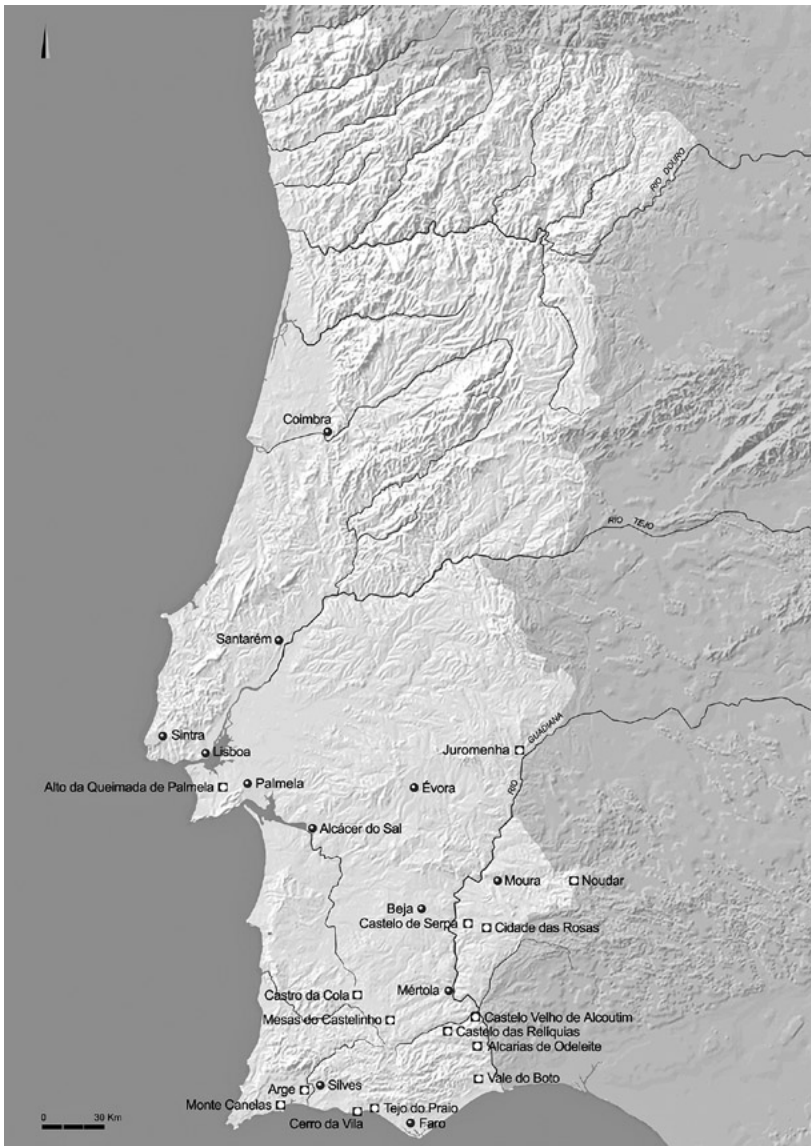 RIO DOURO
Coimbra
RIO TEJO
Santarém
Sintra
Lisboa
Juromenha
RIO GUADIANA
Alto da Queimada de Palmela
Palmela
Évora
Alcácer do Sal
Moura
Noudar
Beja
Castelo de Serpa
Cidade das Rosas
Mértola
Castro da Cola
Mesas do Castelinho
Castelo Velho de Alcoutim
Castelo das Relíquias
Alcarias de Odeleite
Vale do Boto
Silves
Arge
Monte Canelas
Tejo do Praio
Cerro da Vila
Faro
0 30 Km